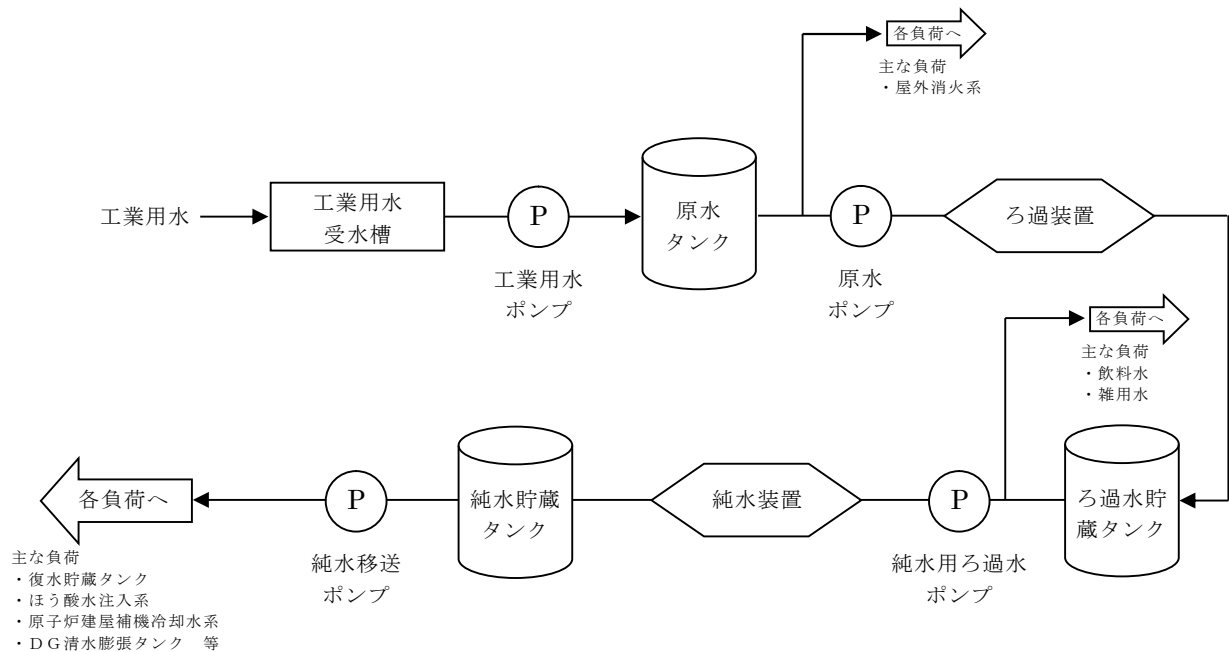 各負荷へ
主な負荷
・屋外消火系
工業用水
工業用水
受水槽
P
工業用水
ポンプ
原水
タンク
P
原水
ポンプ
ろ過装置
各負荷へ
主な負荷
・飲料水
・雑用水
ろ過水貯
蔵タンク
P
純水用ろ過水
ポンプ
純水装置
純水貯蔵
タンク
P
純水移送
ポンプ
各負荷へ
主な負荷
・復水貯蔵タンク
・ほう酸水注入系
・原子炉建屋補機冷却水系
・DG清水膨張タンク　等